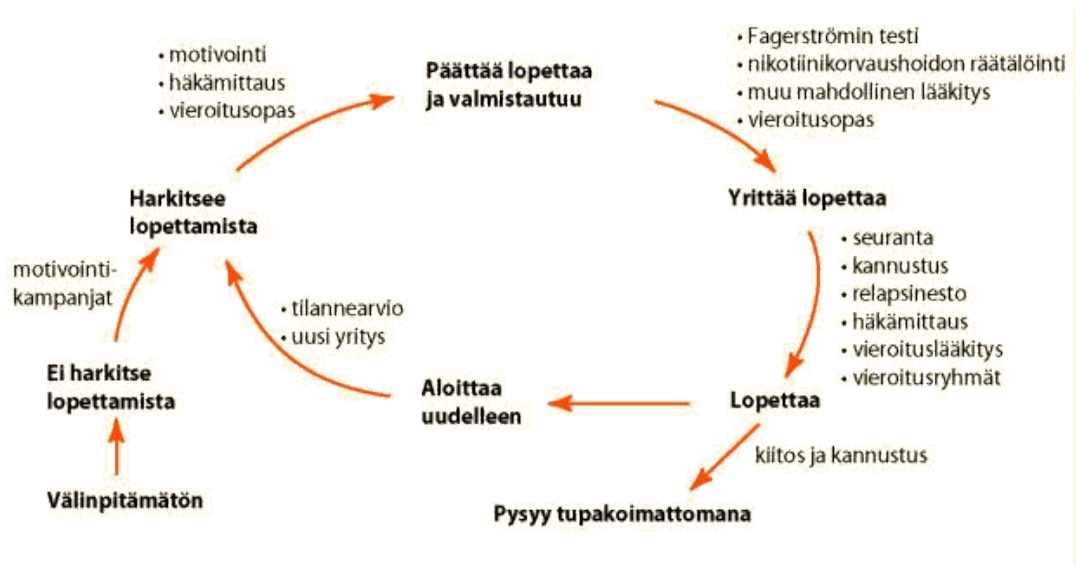 • motivointi
• häkämittaus
• vieroitusopas
Päättää lopettaa
ja valmistautuu
• Fagerströmin testi
• nikotiinikorvaushoidon räätälöinti
• muu mahdollinen lääkitys
• vieroitusopas
Harkitsee
lopettamista
Yrittää lopettaa
motivointi-
kampanjat
• seuranta
• kannustus
• relapsinesto
• häkämittaus
• vieroituslääkitys
• vieroitusryhmät
• tilannearvio
• uusi yritys
Ei harkitse
lopettamista
Aloittaa
uudelleen
Lopettaa
kiitos ja kannustus
Välinpitämätön
Pysyy tupakoimattomana